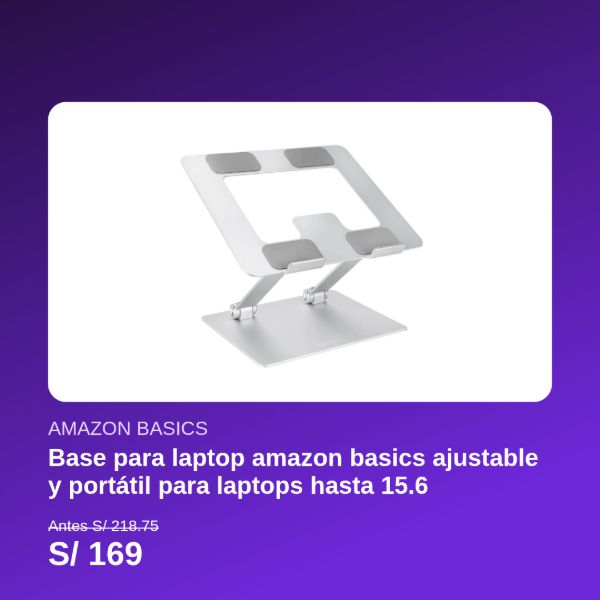 AMAZON BASICS
Base para laptop amazon basics ajustable
y portátil para laptops hasta 15.6
Antes S/ 218.75
S/ 169